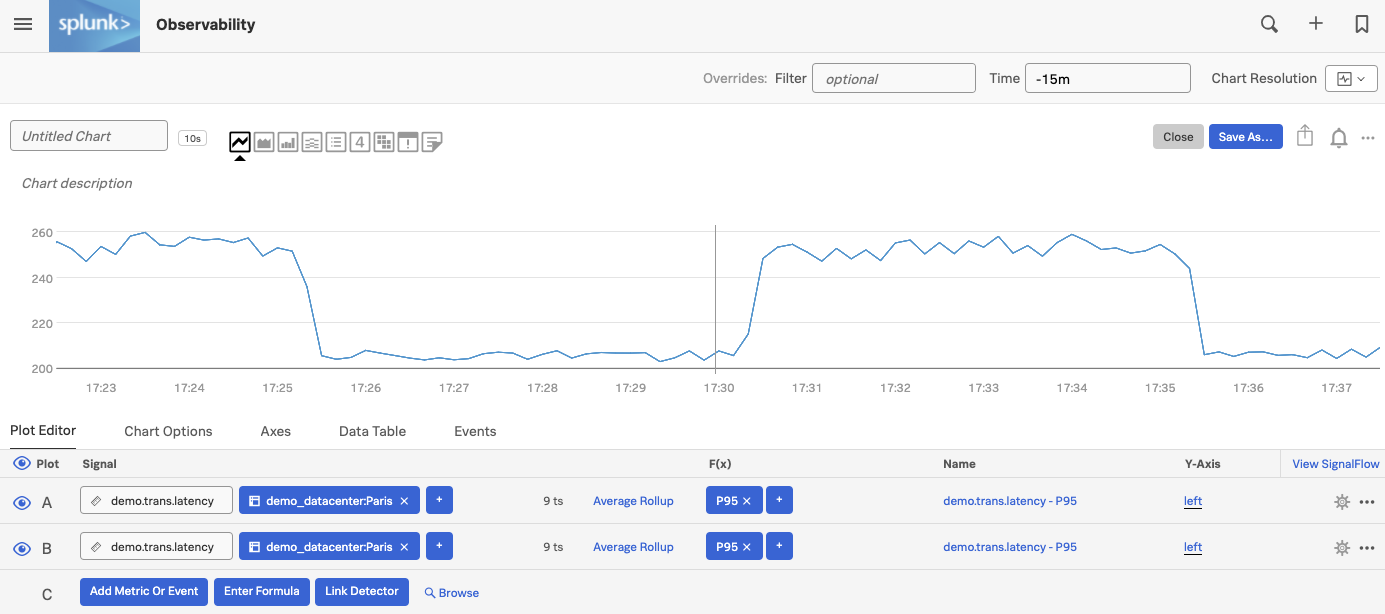 splunk> Observability
Overrides: Filter optional Time -15m Chart Resolution
Untitled Chart 10s 4 Close Save As...
Chart description
260
240
220
200
17:23 17:24 17:25 17:26 17:27 17:28 17:29 17:30 17:31 17:32 17:33 17:34 17:35 17:36 17:37
Plot Editor Chart Options Axes Data Table Events
Plot Signal F(x) Name Y-Axis View SignalFlow
A demo.trans.latency demo_datacenter:Paris × + 9 ts Average Rollup P95 × + demo.trans.latency - P95 left
B demo.trans.latency demo_datacenter:Paris × + 9 ts Average Rollup P95 × + demo.trans.latency - P95 left
C Add Metric Or Event Enter Formula Link Detector Browse